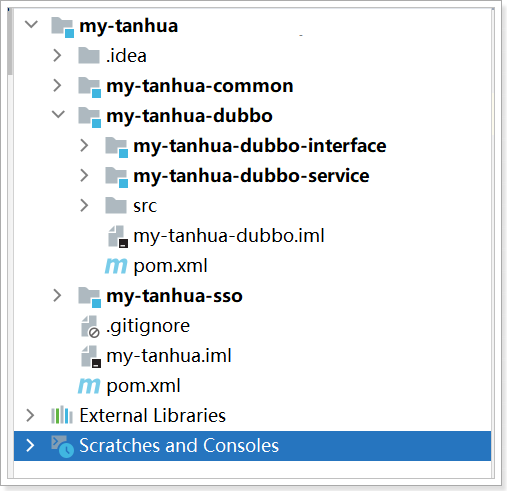 my-tanhua
.idea
my-tanhua-common
my-tanhua-dubbo
my-tanhua-dubbo-interface
my-tanhua-dubbo-service
src
my-tanhua-dubbo.iml
pom.xml
my-tanhua-sso
.gitignore
my-tanhua.iml
pom.xml
External Libraries
Scratches and Consoles